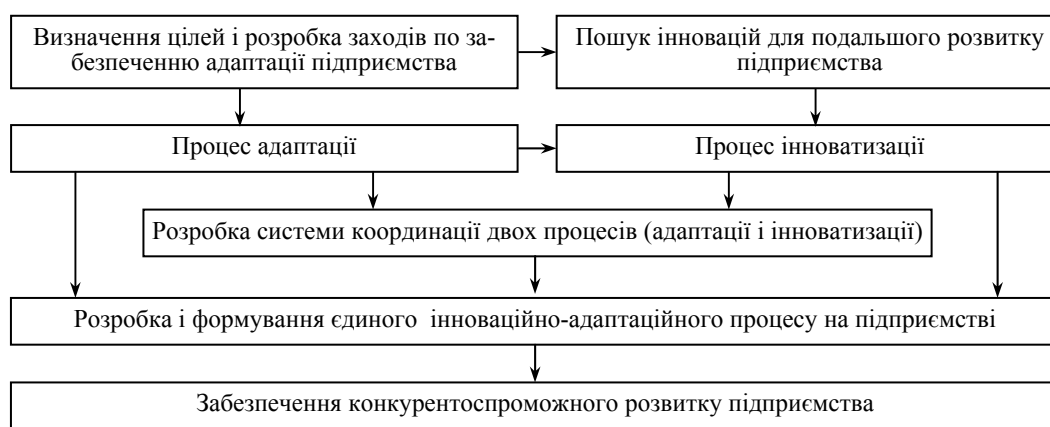 Визначення цілей і розробка заходів по за-
безпеченню адаптації підприємства
Пошук інновацій для подальшого розвитку
підприємства
Процес адаптації
Процес інноватизації
Розробка системи координації двох процесів (адаптації і інноватизації)
Розробка і формування єдиного інноваційно-адаптаційного процесу на підприємстві
Забезпечення конкурентоспроможного розвитку підприємства